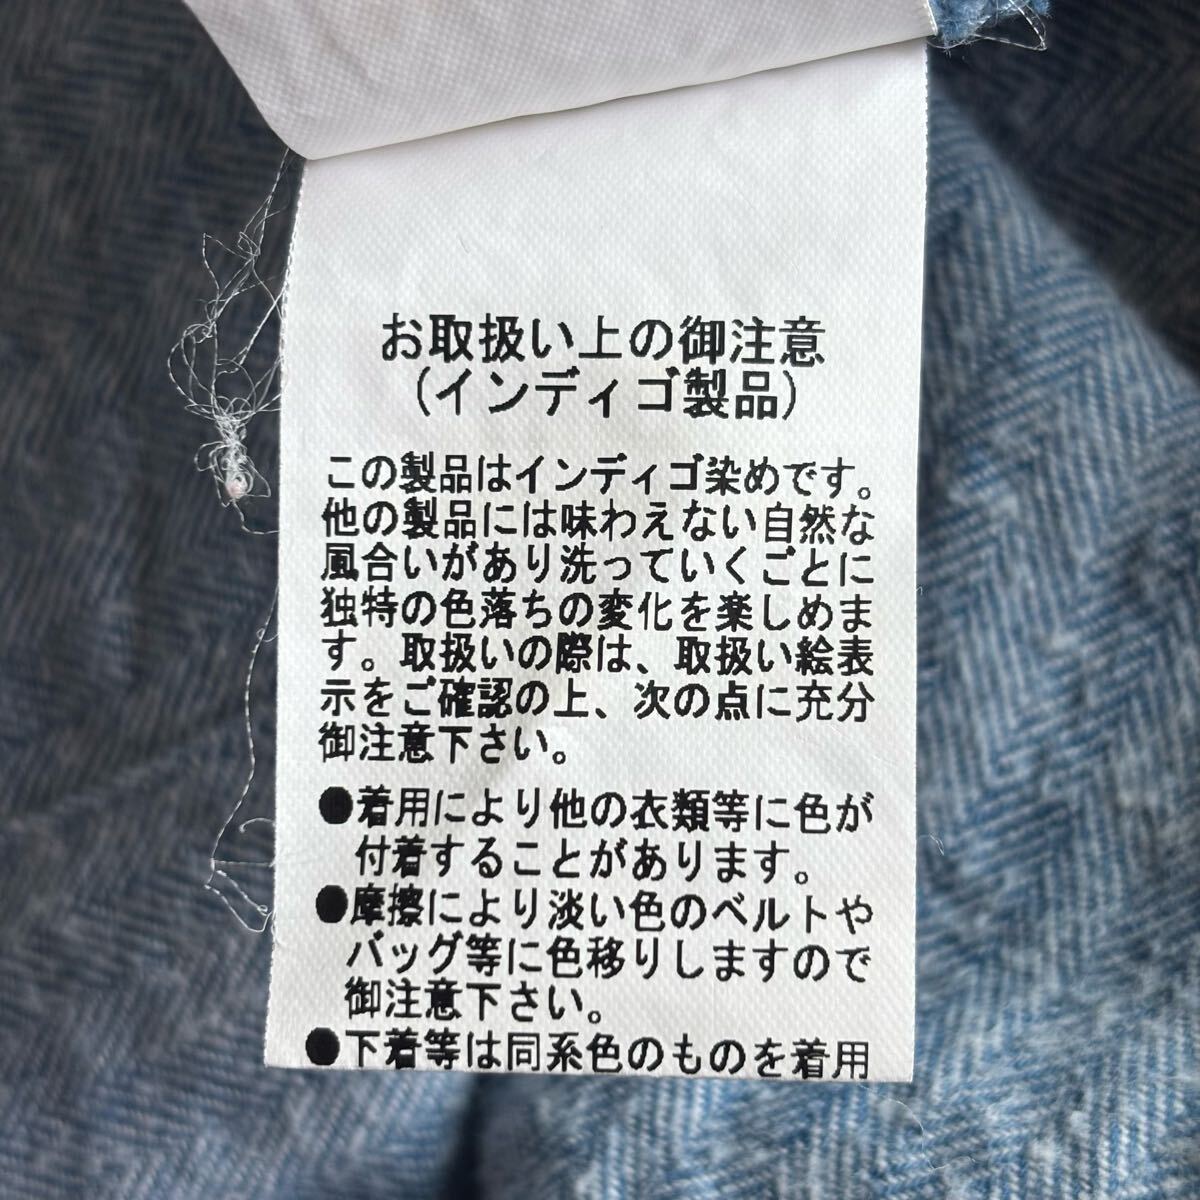 お取扱い上の御注意
(インディゴ製品)
この製品はインディゴ染めです。
他の製品には味わえない自然な
風合いがあり洗っていくごとに
独特の色落ちの変化を楽しめま
す。取扱いの際は、取扱い絵表
示をご確認の上、次の点に充分
御注意下さい。
●着用により他の衣類等に色が
付着することがあります。
●摩擦により淡い色のベルトや
バッグ等に色移りしますので
御注意下さい。
●下着等は同系色のものを着用